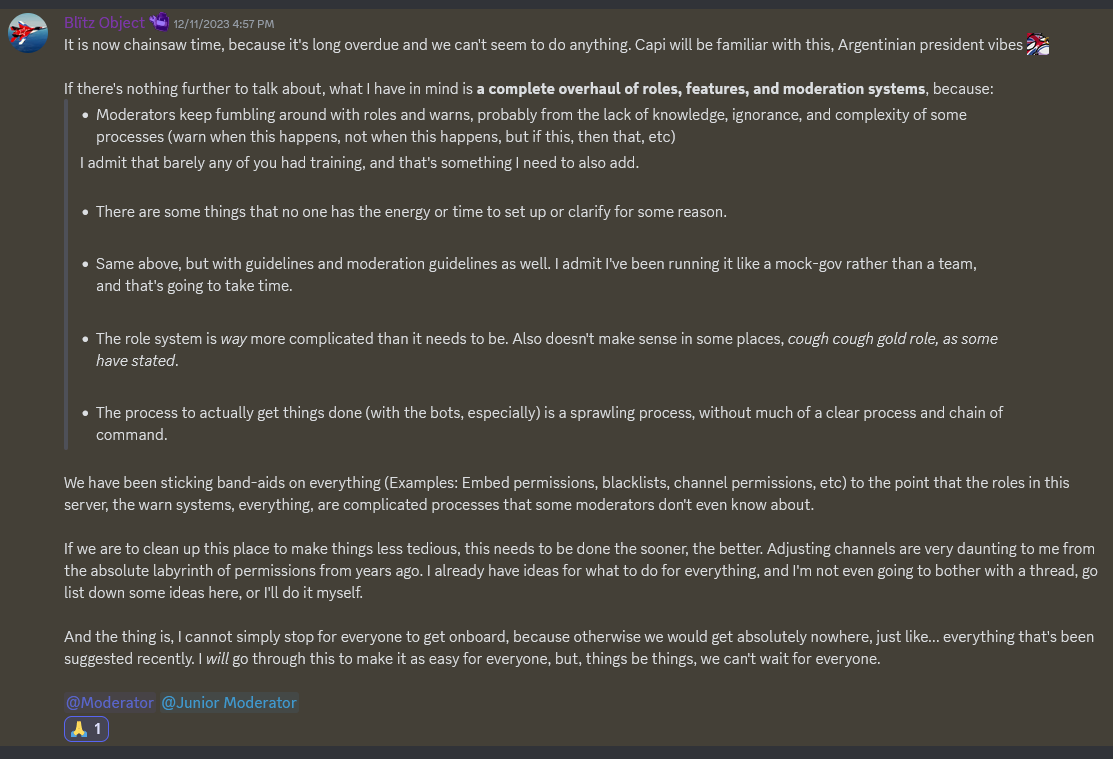 Blitz Object 12/11/2023 4:57 PM
It is now chainsaw time, because it's long overdue and we can't seem to do anything. Capi will be familiar with this, Argentinian president vibes
If there's nothing further to talk about, what I have in mind is a complete overhaul of roles, features, and moderation systems, because:
• Moderators keep fumbling around with roles and warns, probably from the lack of knowledge, ignorance, and complexity of some
processes (warn when this happens, not when this happens, but if this, then that, etc)
I admit that barely any of you had training, and that's something I need to also add.
• There are some things that no one has the energy or time to set up or clarify for some reason.
• Same above, but with guidelines and moderation guidelines as well. I admit I've been running it like a mock-gov rather than a team,
and that's going to take time.
• The role system is way more complicated than it needs to be. Also doesn't make sense in some places, cough cough gold role, as some
have stated.
• The process to actually get things done (with the bots, especially) is a sprawling process, without much of a clear process and chain of
command.
We have been sticking band-aids on everything (Examples: Embed permissions, blacklists, channel permissions, etc) to the point that the roles in this
server, the warn systems, everything, are complicated processes that some moderators don't even know about.
If we are to clean up this place to make things less tedious, this needs to be done the sooner, the better. Adjusting channels are very daunting to me from
the absolute labyrinth of permissions from years ago. I already have ideas for what to do for everything, and I'm not even going to bother with a thread, go
list down some ideas here, or I'll do it myself.
And the thing is, I cannot simply stop for everyone to get onboard, because otherwise we would get absolutely nowhere, just like... everything that's been
suggested recently. I will go through this to make it as easy for everyone, but, things be things, we can't wait for everyone.
@Moderator @Junior Moderator
🙏 1